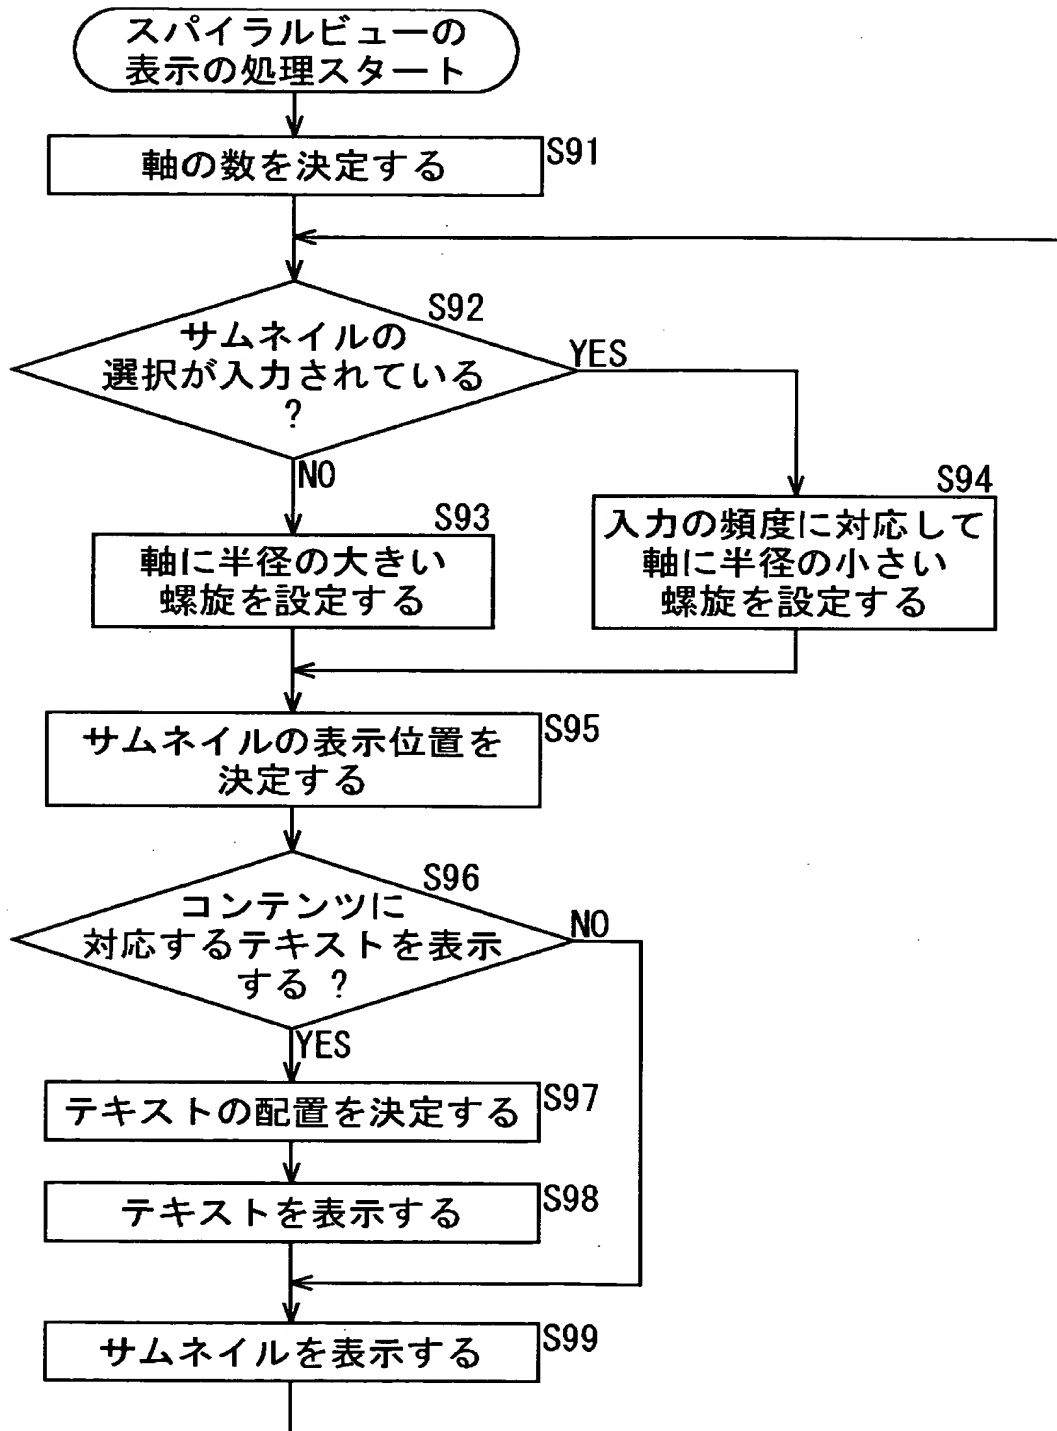 スパイラルビューの
表示の処理スタート
軸の数を決定する
S91
S92
サムネイルの
選択が入力されている
?
YES
NO
S93
軸に半径の大きい
螺旋を設定する
S94
入力の頻度に対応して
軸に半径の小さい
螺旋を設定する
サムネイルの表示位置を
決定する
S95
S96
コンテンツに
対応するテキストを表示
する ?
NO
YES
テキストの配置を決定する
S97
テキストを表示する
S98
サムネイルを表示する
S99